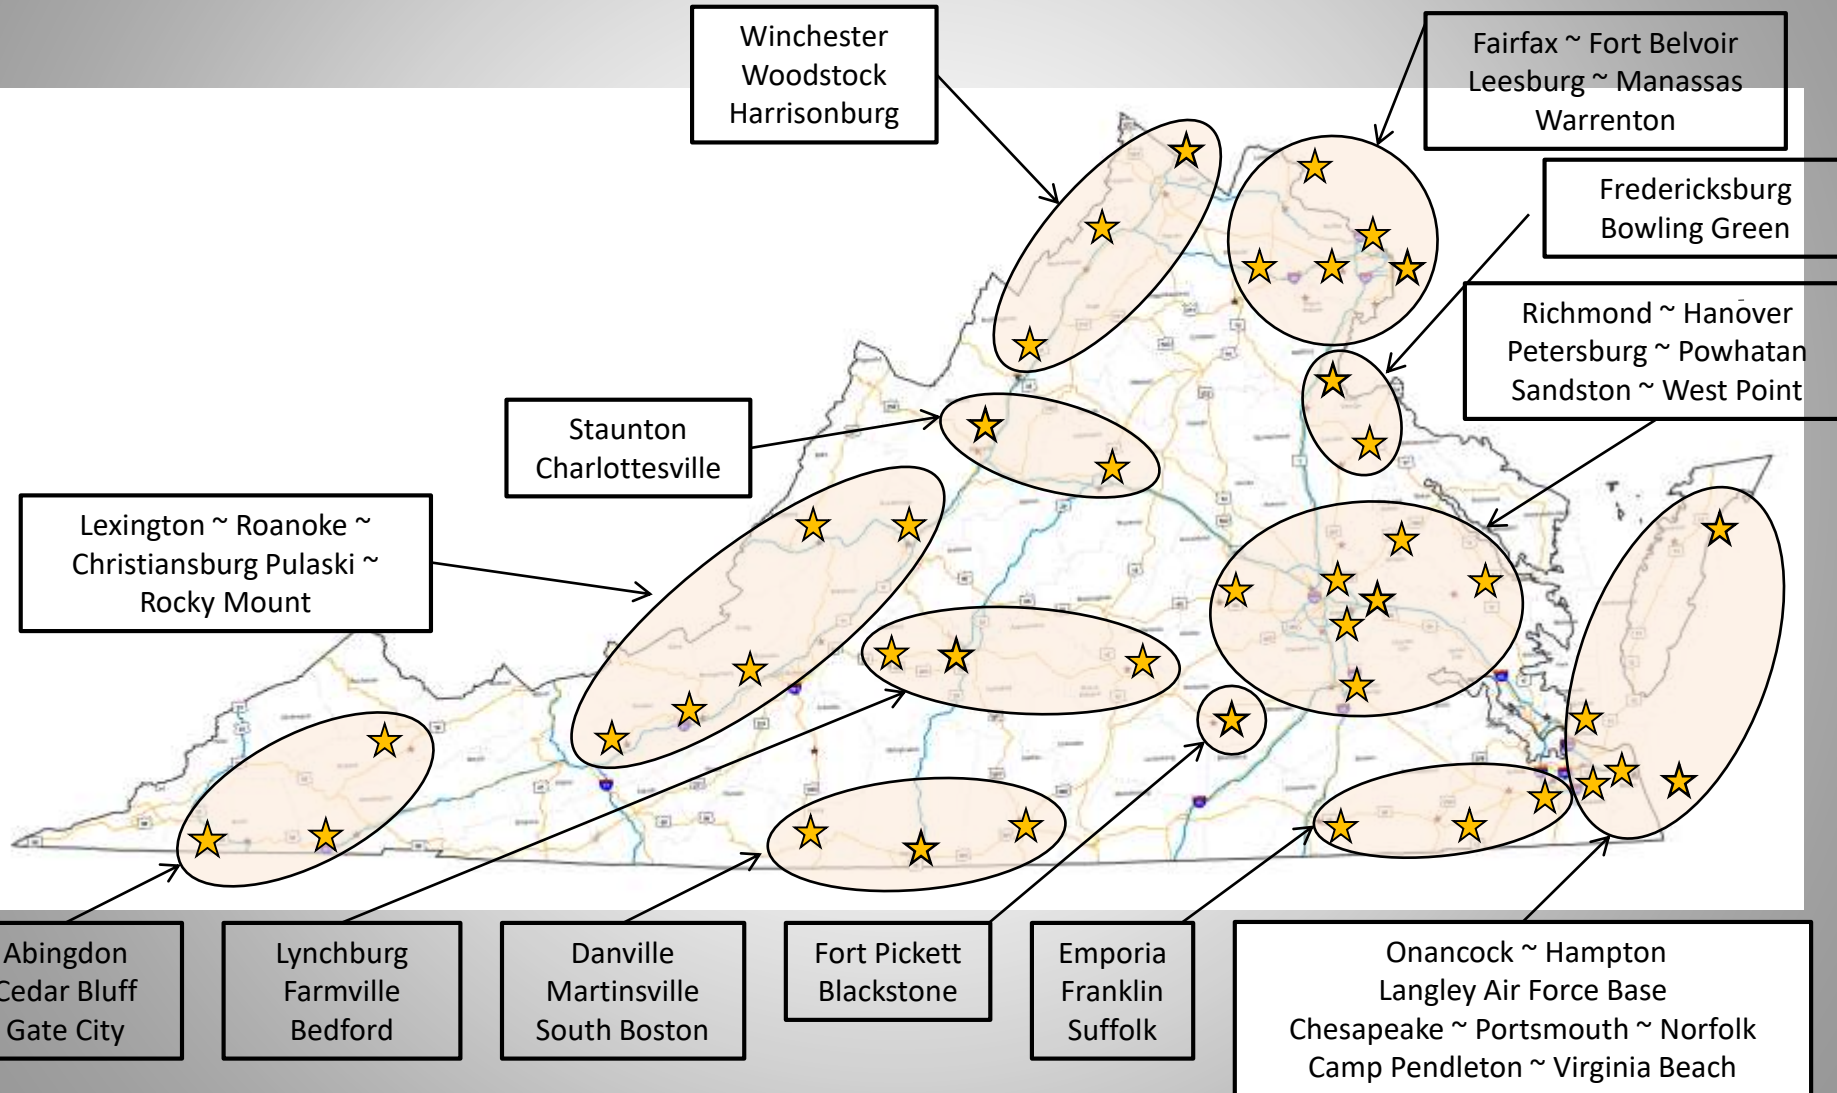 Winchester
Woodstock
Harrisonburg
Fairfax ~ Fort Belvoir
Leesburg ~ Manassas
Warrenton
Fredericksburg
Bowling Green
Richmond ~ Hanover
Petersburg ~ Powhatan
Sandston ~ West Point
Staunton
Charlottesville
Lexington ~ Roanoke ~
Christiansburg Pulaski ~
Rocky Mount
Abingdon
Cedar Bluff
Gate City
Lynchburg
Farmville
Bedford
Danville
Martinsville
South Boston
Fort Pickett
Blackstone
Emporia
Franklin
Suffolk
Onancock ~ Hampton
Langley Air Force Base
Chesapeake ~ Portsmouth ~ Norfolk
Camp Pendleton ~ Virginia Beach